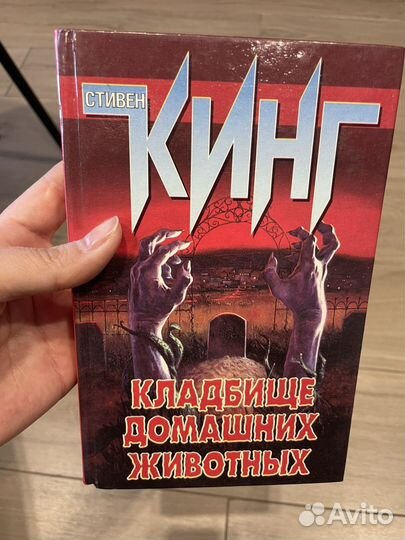 СТИВЕН
КИНГ
КЛАДБИЩЕ
ДОМАШНИХ
ЖИВОТНЫХ
Avito